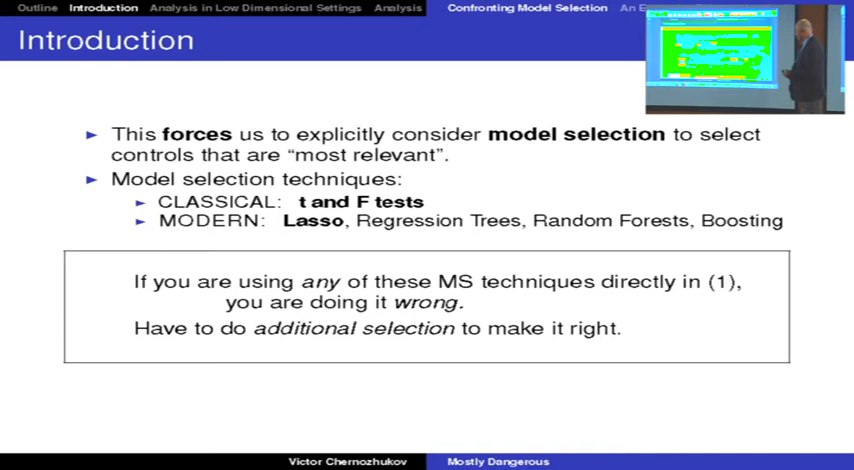 Outline Introduction Analysis in Low Dimensional Settings Analysis Confronting Model Selection An
Introduction
This forces us to explicitly consider model selection to select
controls that are “most relevant”.
Model selection techniques:
CLASSICAL: t and F tests
MODERN: Lasso, Regression Trees, Random Forests, Boosting
If you are using any of these MS techniques directly in (1),
you are doing it wrong.
Have to do additional selection to make it right.
Victor Chernozhukov Mostly Dangerous